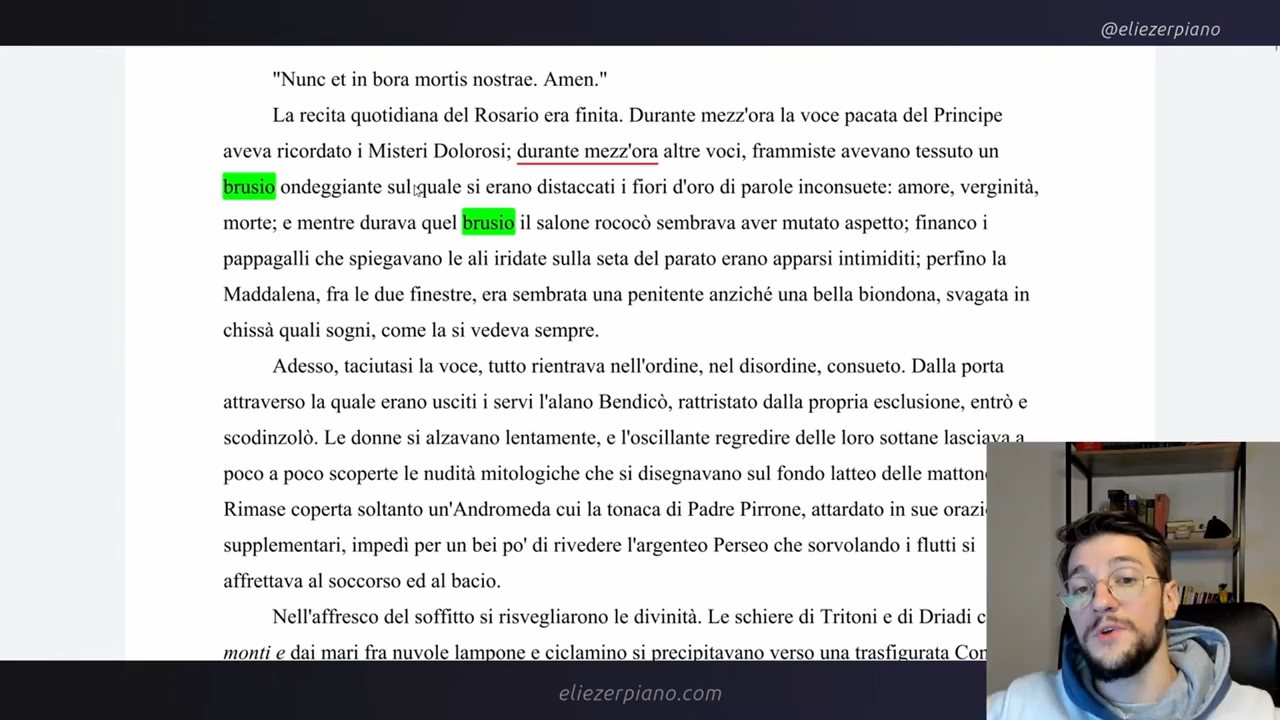 @eliezerpiano
"Nunc et in bora mortis nostrae. Amen."
La recita quotidiana del Rosario era finita. Durante mezz'ora la voce pacata del Principe
aveva ricordato i Misteri Dolorosi; durante mezz'ora altre voci, frammiste avevano tessuto un
brusio ondeggiante sul quale si erano distaccati i fiori d'oro di parole inconsuete: amore, verginità,
morte; e mentre durava quel brusio il salone rococò sembrava aver mutato aspetto; financo i
pappagalli che spiegavano le ali iridate sulla seta del parato erano apparsi intimiditi; perfino la
Maddalena, fra le due finestre, era sembrata una penitente anziché una bella biondona, svagata in
chissà quali sogni, come la si vedeva sempre.
Adesso, taciutasi la voce, tutto rientrava nell'ordine, nel disordine, consueto. Dalla porta
attraverso la quale erano usciti i servi l'alano Bendicò, rattristato dalla propria esclusione, entrò e
scodinzolò. Le donne si alzavano lentamente, e l'oscillante regredire delle loro sottane lasciava a
poco a poco scoperte le nudità mitologiche che si disegnavano sul fondo latteo delle
Rimase coperta soltanto un'Andromeda cui la tonaca di Padre Pirrone, attardato in sue
supplementari, impedì per un bei po' di rivedere l'argenteo Perseo che sorvolando i flutti si
affrettava al soccorso ed al bacio.
Nell'affresco del soffitto si risvegliarono le divinità. Le schiere di Tritoni e di Driadi
monti e dai mari fra nuvole lampone e ciclamino si precipitavano verso una trasfigurata
eliezerpiano.com